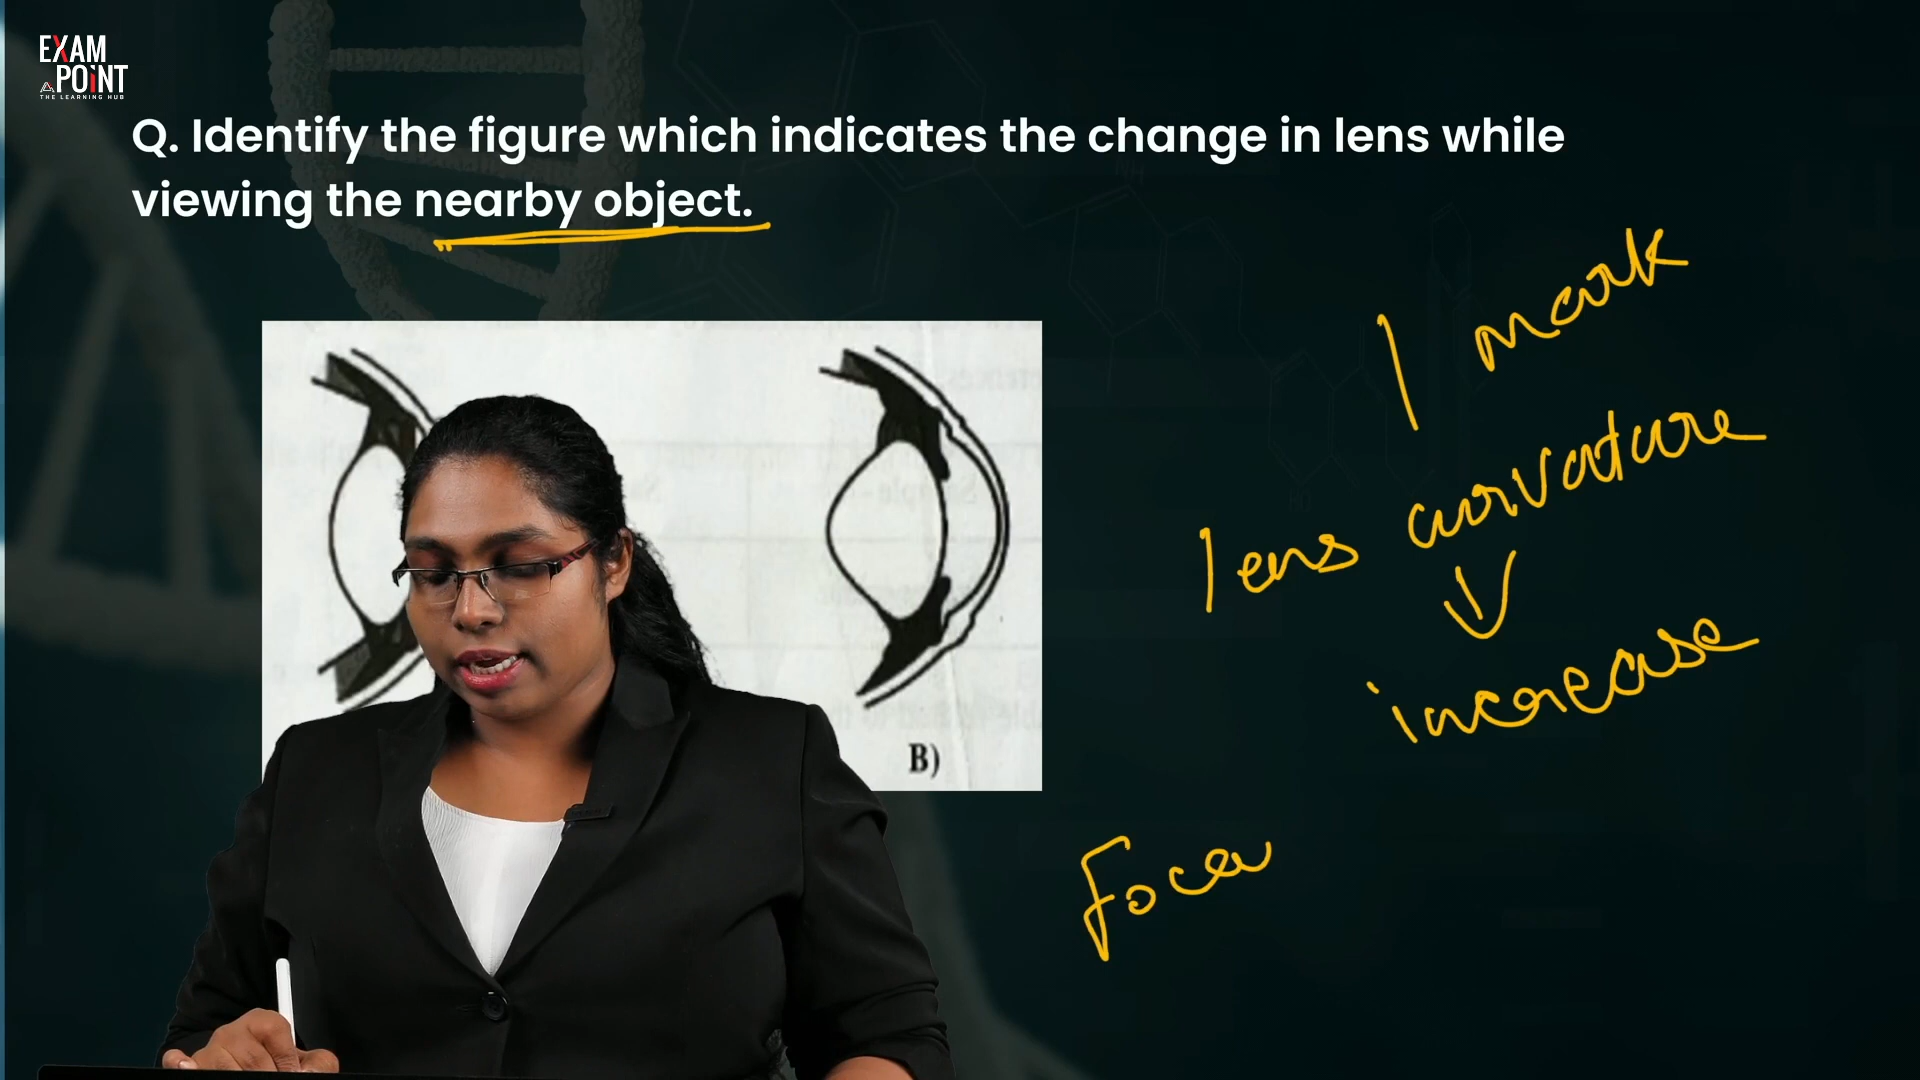 EXAM
POINT
THE LEARNING HUB
Q. Identify the figure which indicates the change in lens while
viewing the nearby object.
1 mark
lens curvature
increase
B)